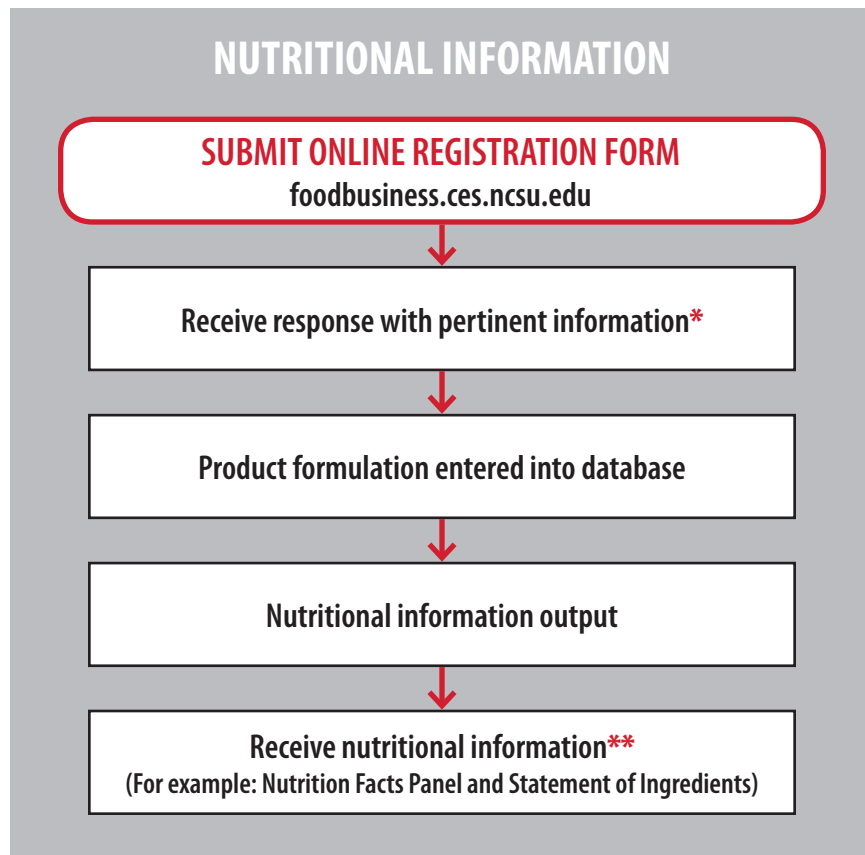 NUTRITIONAL INFORMATION
SUBMIT ONLINE REGISTRATION FORM
foodbusiness.ces.ncsu.edu
Receive response with pertinent information*
Product formulation entered into database
Nutritional information output
Receive nutritional information**
(For example: Nutrition Facts Panel and Statement of Ingredients)